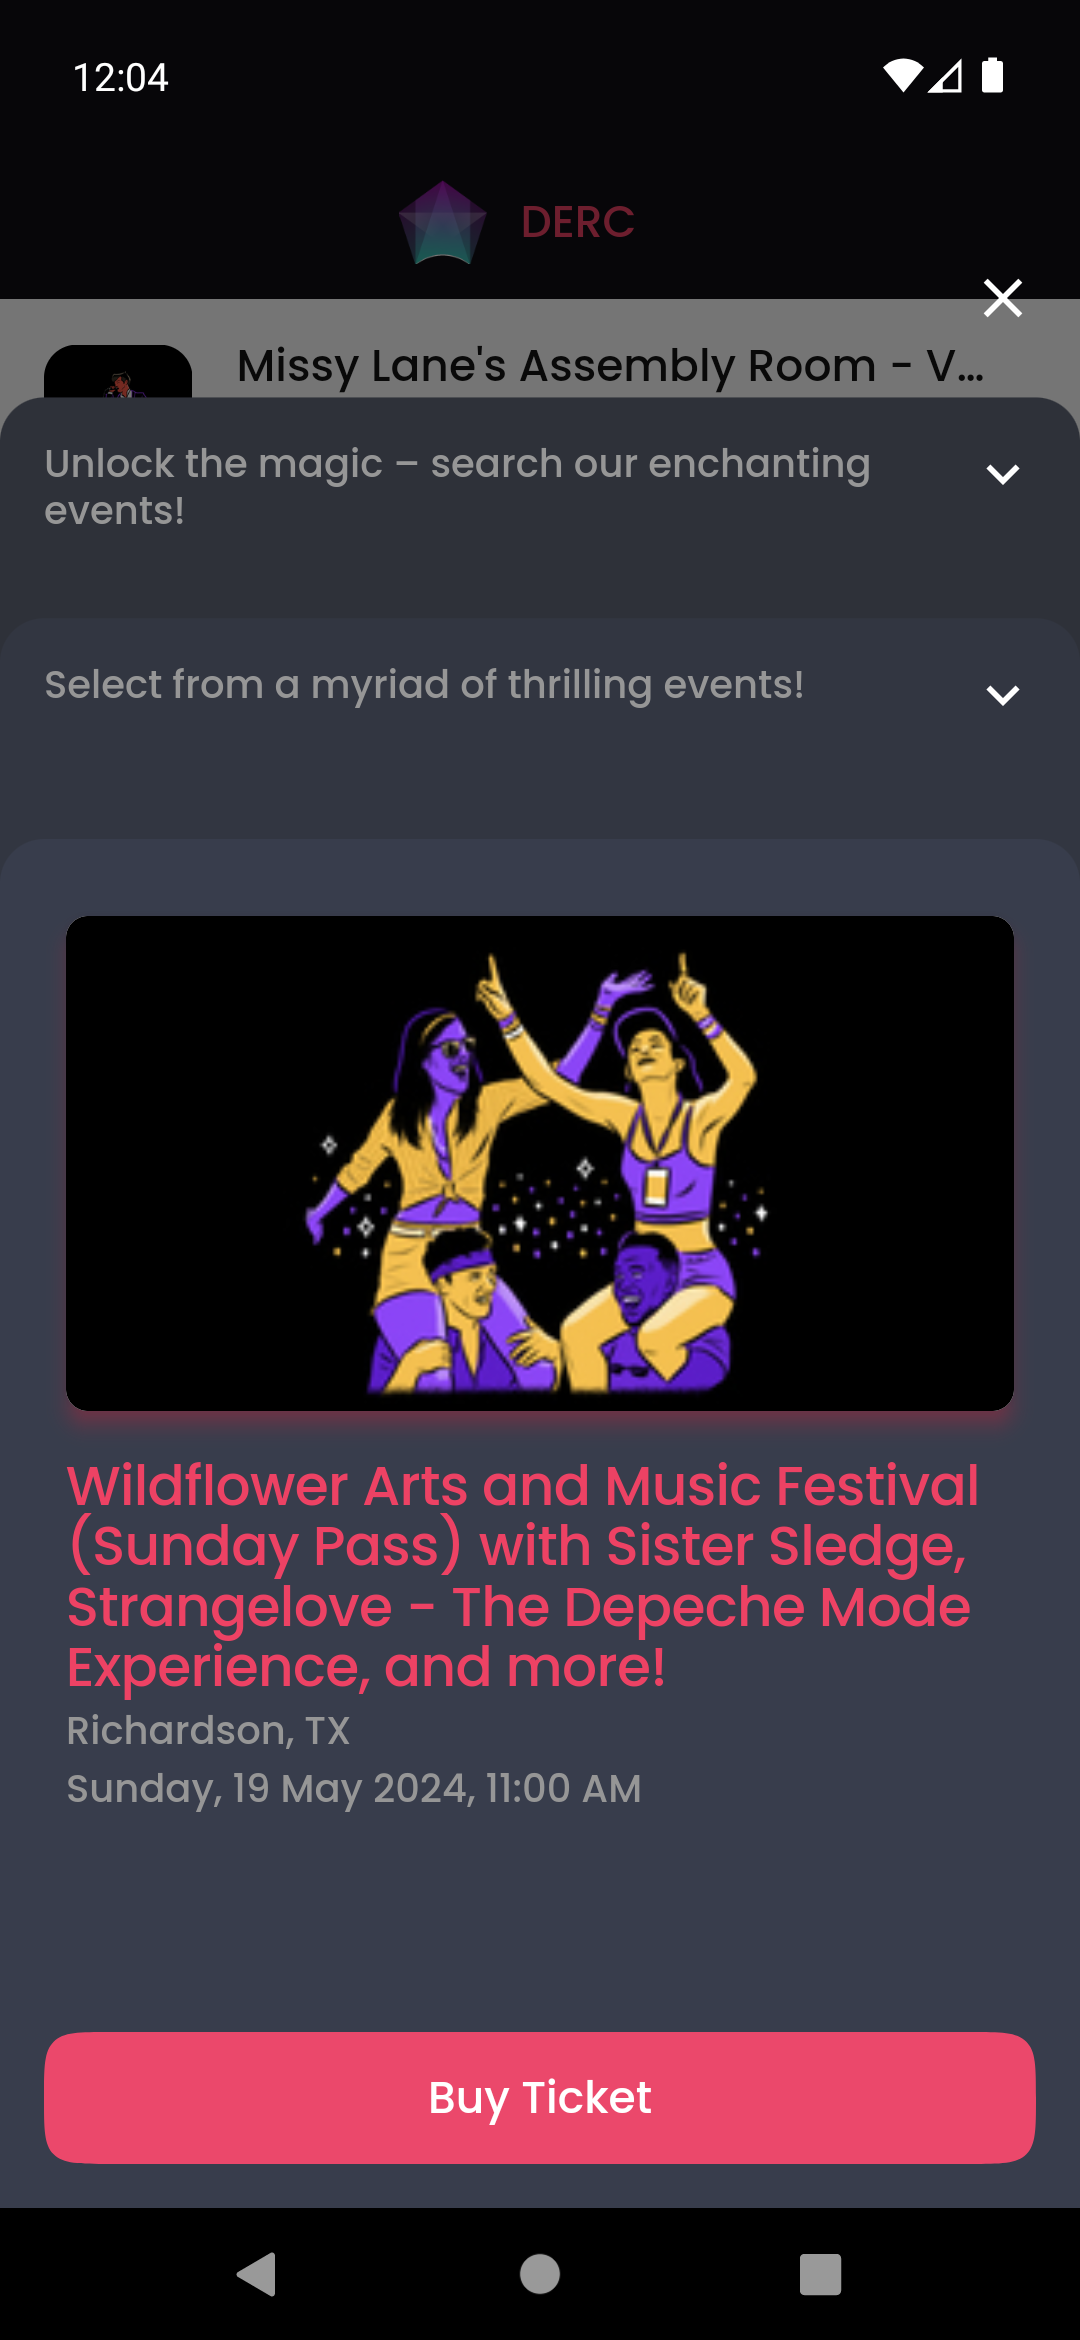 12:04
DERC
Missy Lane's Assembly Room - V...
Unlock the magic – search our enchanting
events!
Select from a myriad of thrilling events!
Wildflower Arts and Music Festival
(Sunday Pass) with Sister Sledge,
Strangelove - The Depeche Mode
Experience, and more!
Richardson, TX
Sunday, 19 May 2024, 11:00 AM
Buy Ticket